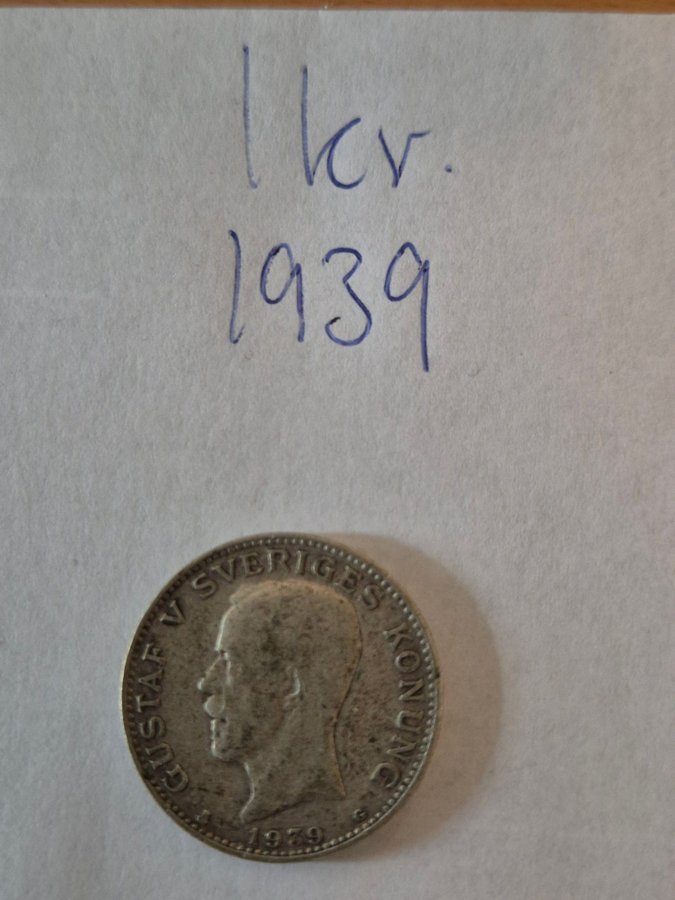 1 kr.
1939
GUSTAF V SVERIGES KONUNG
1939
G